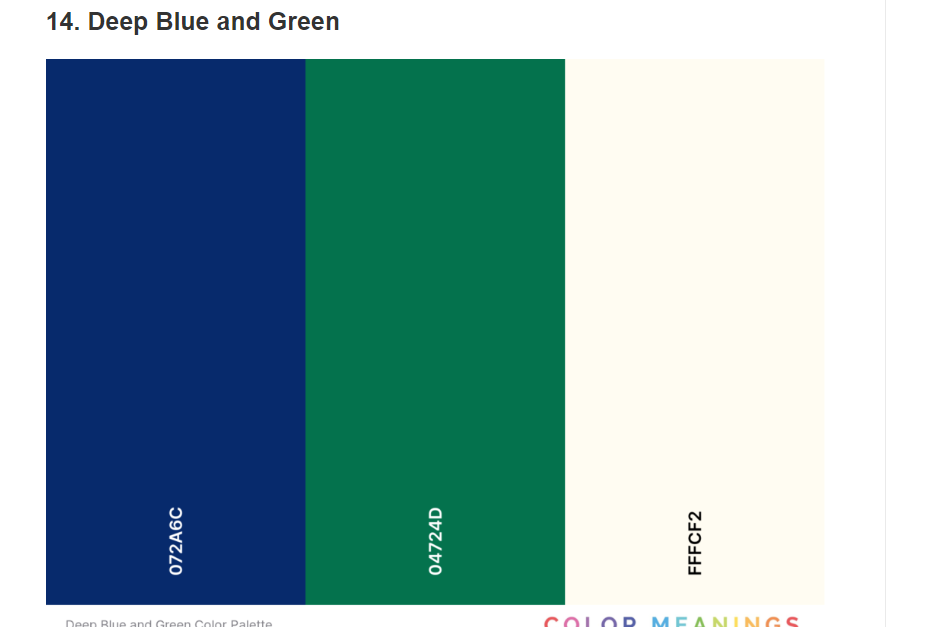 14. Deep Blue and Green
072A6C
04724D
FFFCF2
Deep Blue and Green Color Palette
COLOR MEANINGS